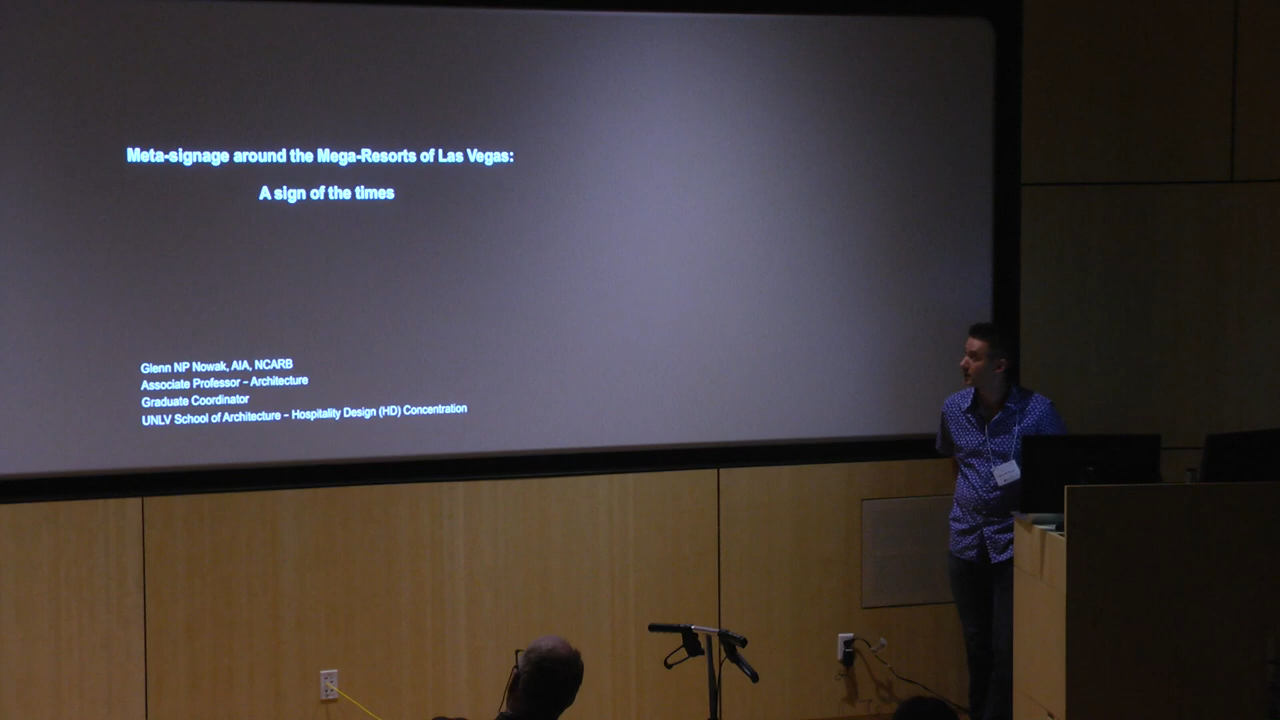 Meta-signage around the Mega-Resorts of Las Vegas:
A sign of the times
Glenn NP Nowak, AIA, NCARB
Associate Professor – Architecture
Graduate Coordinator
UNLV School of Architecture – Hospitality Design (HD) Concentration